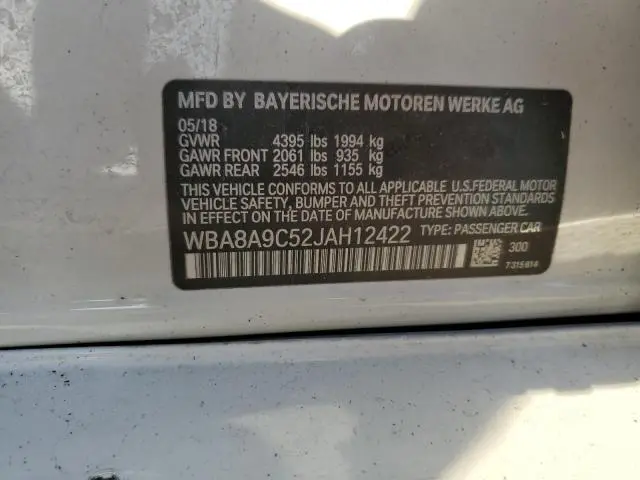 MFD BY BAYERISCHE MOTOREN WERKE AG
05/18
GVWR 4395 lbs 1994 kg
GAWR FRONT 2061 lbs 935 kg
GAWR REAR 2546 lbs 1155 kg
THIS VEHICLE CONFORMS TO ALL APPLICABLE U.S.FEDERAL MOTOR
VEHICLE SAFETY, BUMPER, AND THEFT PREVENTION STANDARDS
IN EFFECT ON THE DATE OF MANUFACTURE SHOWN ABOVE.
WBA8A9C52JAH12422 TYPE: PASSENGER CAR
300
7315814